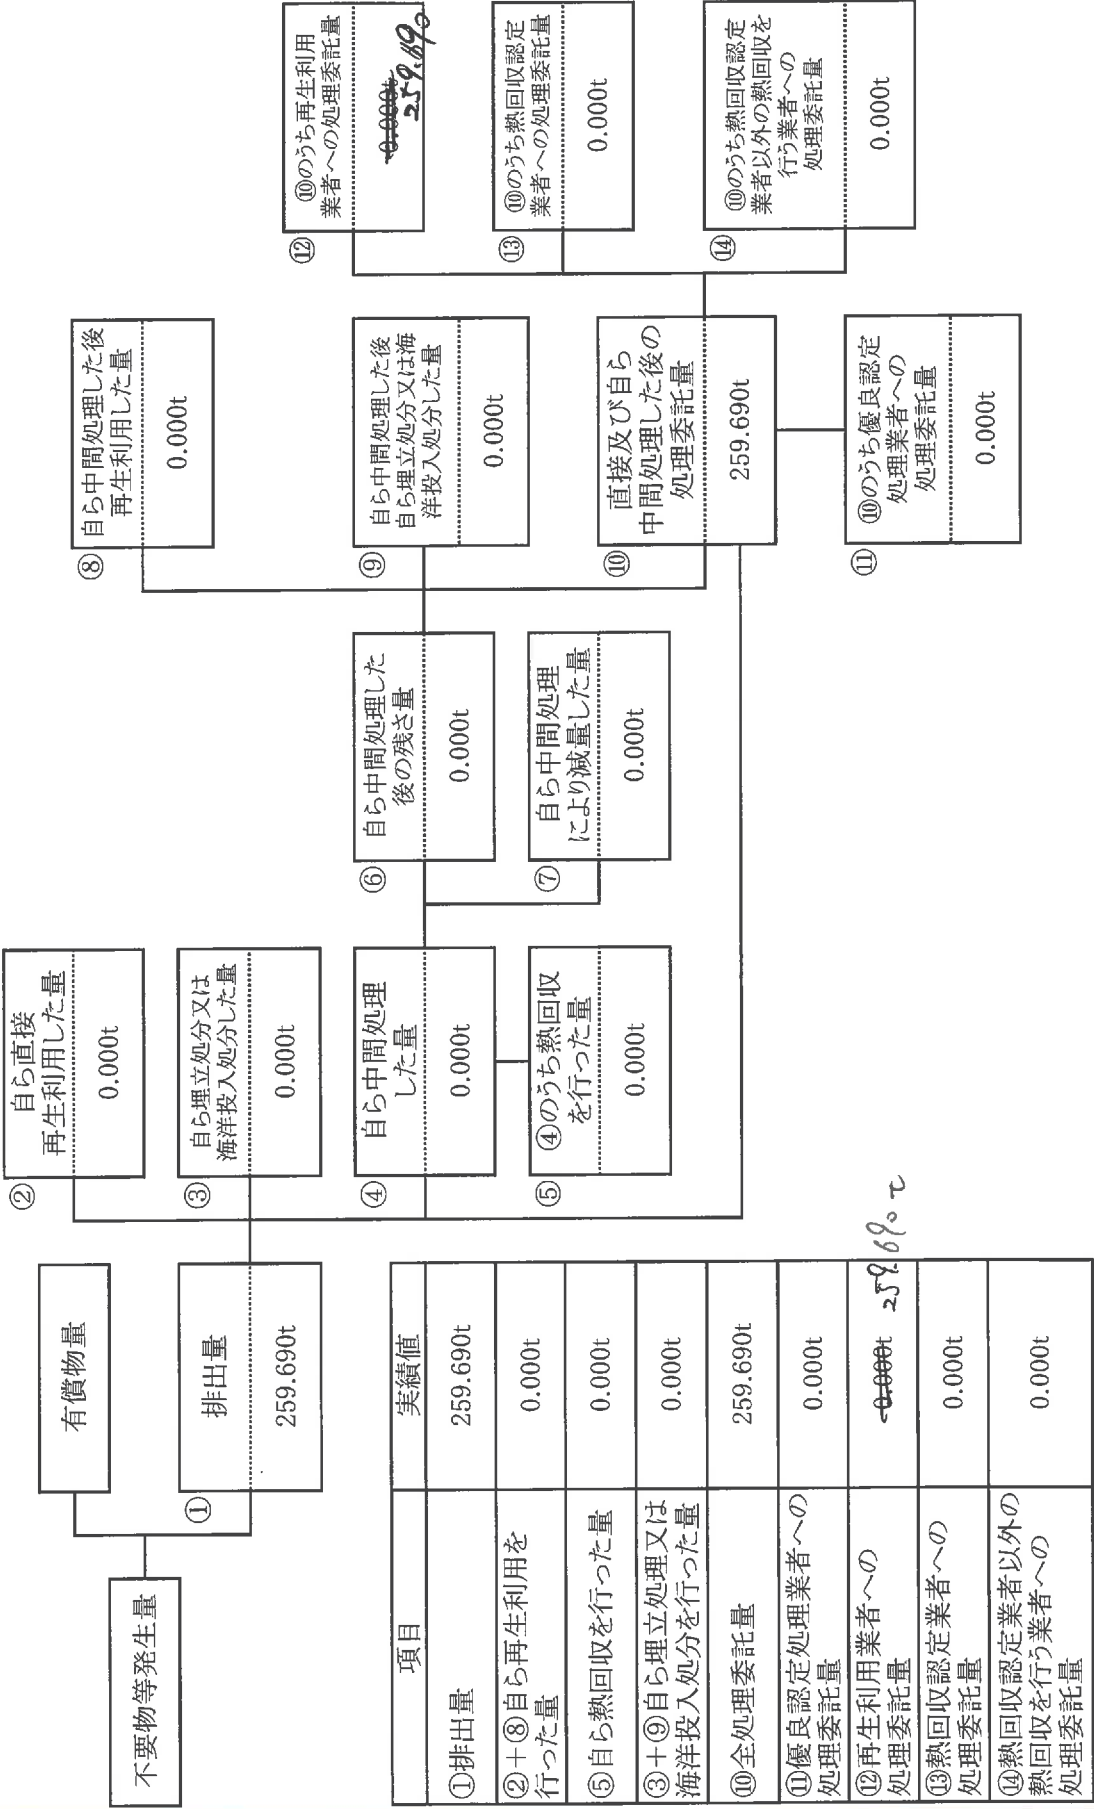 不要物等発生量
有償物量
①
排出量
259.690t
②
自ら直接
再生利用した量
0.000t
③
自ら埋立処分又は
海洋投入処分した量
0.000t
④
自ら中間処理
した量
0.000t
⑤
④のうち熱回収
を行った量
0.000t
⑥
自ら中間処理した
後の残さ量
0.000t
⑦
自ら中間処理
により減量した量
0.000t
⑧
自ら中間処理した後
再生利用した量
0.000t
⑨
自ら中間処理した後
自ら埋立処分又は海
洋投入処分した量
0.000t
⑩
直接及び自ら
中間処理した後の
処理委託量
259.690t
⑪
⑩のうち優良認定
処理業者への
処理委託量
0.000t
⑫
⑩のうち再生利用
業者への処理委託量
0.000t
259.690
⑬
⑩のうち熱回収認定
業者への処理委託量
0.000t
⑭
⑩のうち熱回収認定
業者以外の熱回収を
行う業者への
処理委託量
0.000t
項目 実績値
①排出量 259.690t
②+⑧自ら再生利用を
行った量 0.000t
⑤自ら熱回収を行った量 0.000t
③+⑨自ら埋立処理又は
海洋投入処分を行った量 0.000t
⑩全処理委託量 259.690t
⑪優良認定処理業者への
処理委託量 0.000t
⑫再生利用業者への
処理委託量 0.000t 259.690t
⑬熱回収認定業者への
処理委託量 0.000t
⑭熱回収認定業者以外の
熱回収を行う業者への
処理委託量 0.000t